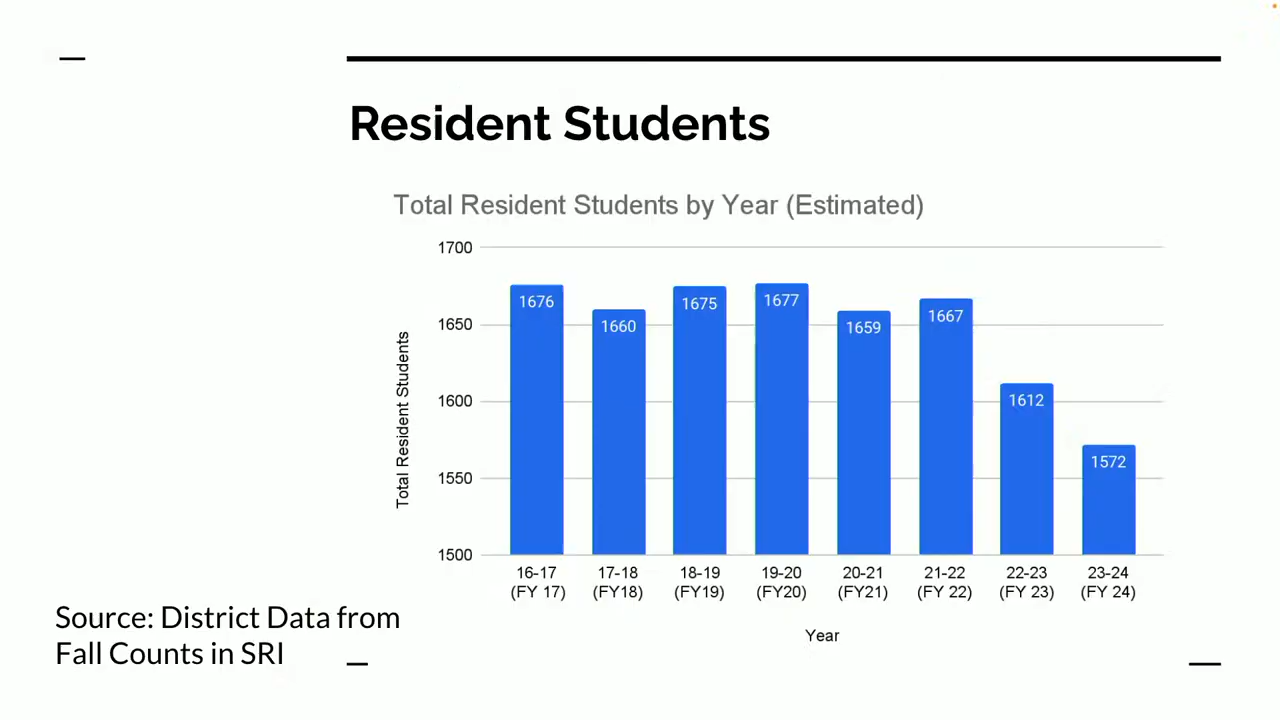 Resident Students
Total Resident Students by Year (Estimated)
1700
1650
1600
1550
1500
Total Resident Students
1676
1660
1675
1677
1659
1667
1612
1572
16-17
(FY 17)
17-18
(FY18)
18-19
(FY19)
19-20
(FY20)
20-21
(FY21)
21-22
(FY 22)
22-23
(FY 23)
23-24
(FY 24)
Year
Source: District Data from
Fall Counts in SRI